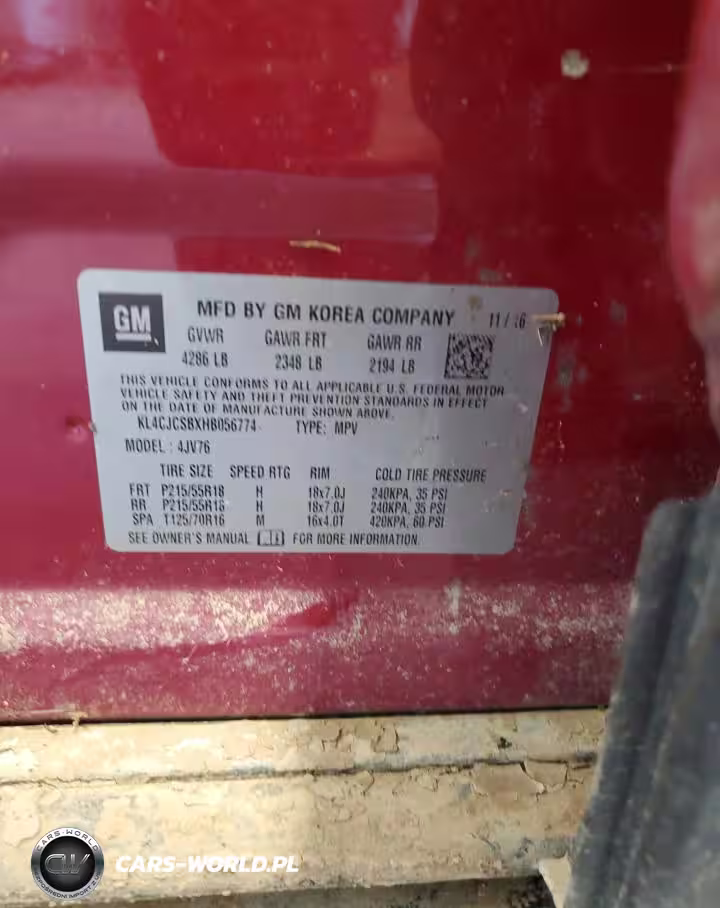 GM
MFD BY GM KOREA COMPANY 11/16
GVWR GAWR FRT GAWR RR
4286 LB 2348 LB 2194 LB
THIS VEHICLE CONFORMS TO ALL APPLICABLE U.S. FEDERAL MOTOR
VEHICLE SAFETY AND THEFT PREVENTION STANDARDS IN EFFECT
ON THE DATE OF MANUFACTURE SHOWN ABOVE.
KL4CJCSBXHB056774 TYPE: MPV
MODEL : 4JV76
TIRE SIZE SPEED RTG RIM COLD TIRE PRESSURE
FRT P215/55R18 H 18x7.0J 240KPA, 35 PSI
RR P215/55R18 H 18x7.0J 240KPA, 35 PSI
SPA T125/70R16 M 16x4.0T 420KPA, 60 PSI
SEE OWNER'S MANUAL FOR MORE INFORMATION.
CARS-WORLD
CW
CARS-WORLD.PL